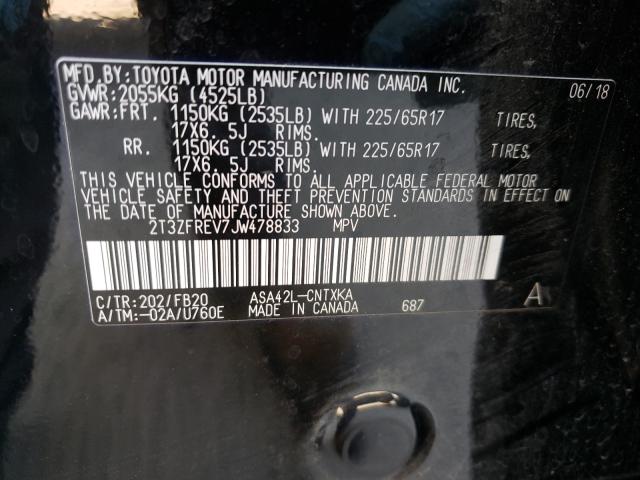 MFD.BY:TOYOTA MOTOR MANUFACTURING CANADA INC. 06/18
GVWR:2055KG (4525LB)
GAWR:FRT. 1150KG (2535LB) WITH 225/65R17 TIRES,
17X6. 5J RIMS.
RR. 1150KG (2535LB) WITH 225/65R17 TIRES,
17X6. 5J RIMS.
THIS VEHICLE CONFORMS TO ALL APPLICABLE FEDERAL MOTOR
VEHICLE SAFETY AND THEFT PREVENTION STANDARDS IN EFFECT ON
THE DATE OF MANUFACTURE SHOWN ABOVE.
2T3ZFREV7JW478833 MPV
C/TR:202/FB20 ASA42L-CNTXKA A
A/TM:-02A/U760E MADE IN CANADA 687